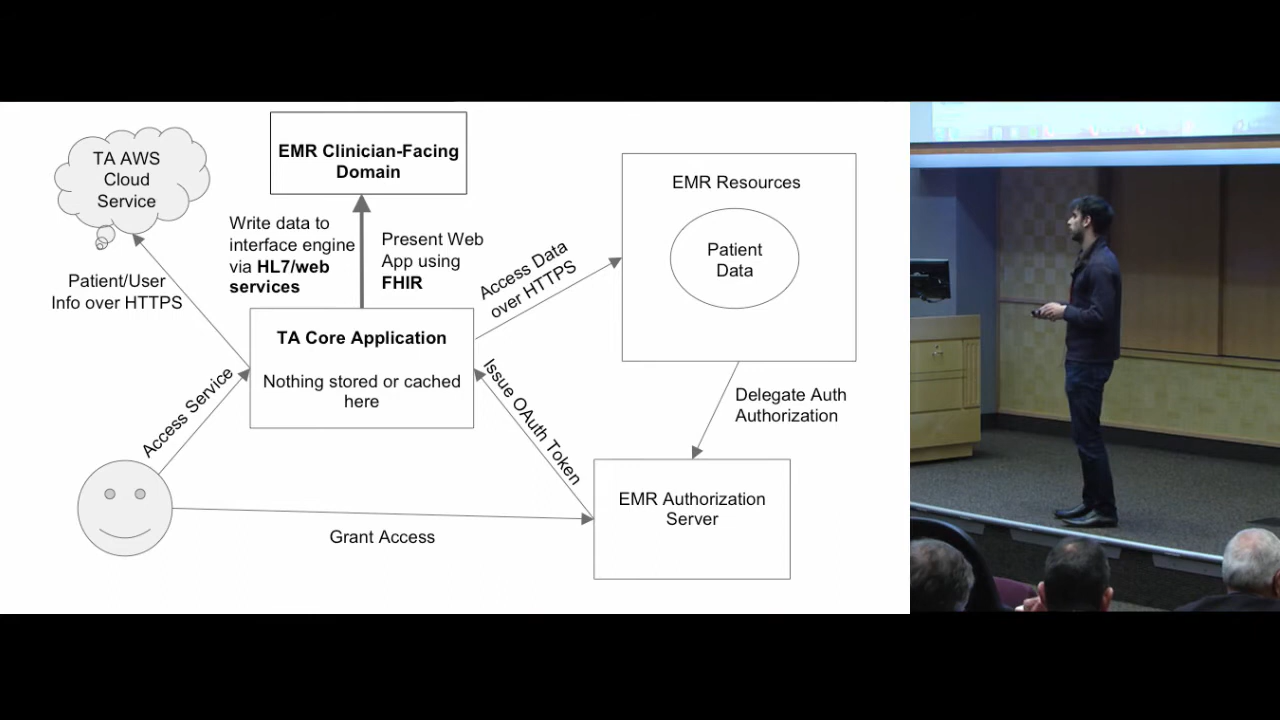 TA AWS
Cloud
Service
EMR Clinician-Facing
Domain
EMR Resources
Patient
Data
Write data to
interface engine
via HL7/web
services
Present Web
App using
FHIR
Access Data
over HTTPS
Patient/User
Info over HTTPS
TA Core Application
Nothing stored or cached
here
Access Service
Issue OAuth Token
Delegate Auth
Authorization
EMR Authorization
Server
Grant Access